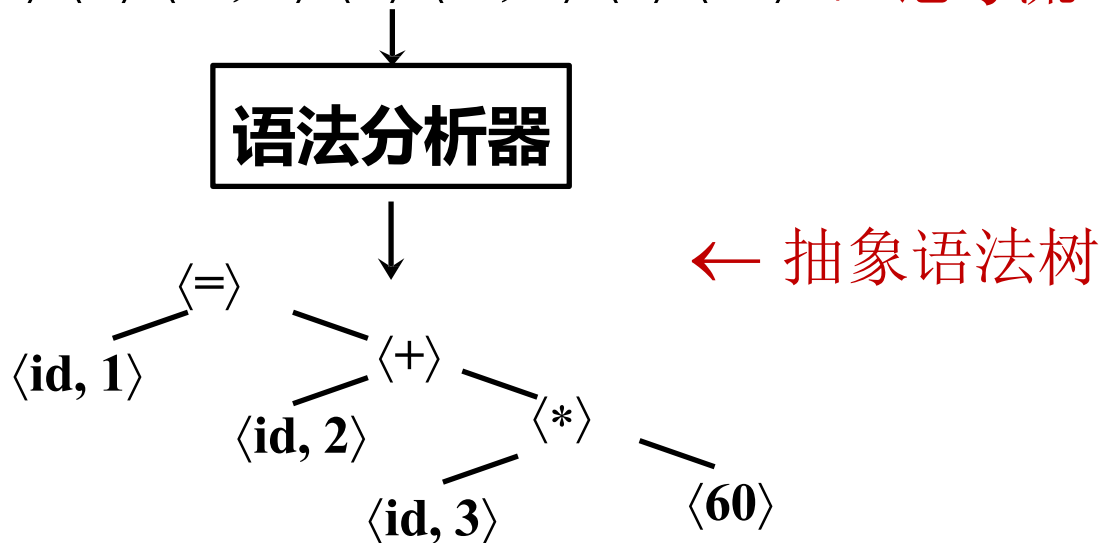 语法分析器
← 抽象语法树
⟨=⟩
⟨id, 1⟩
⟨+⟩
⟨id, 2⟩
⟨*⟩
⟨id, 3⟩
⟨60⟩